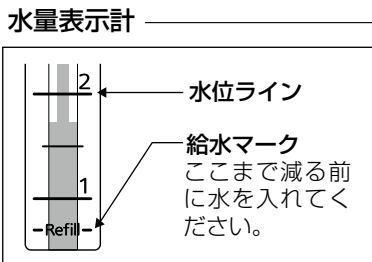 水量表示計
2
水位ライン
給水マーク
ここまで減る前
に水を入れてく
ださい。
1
Refill